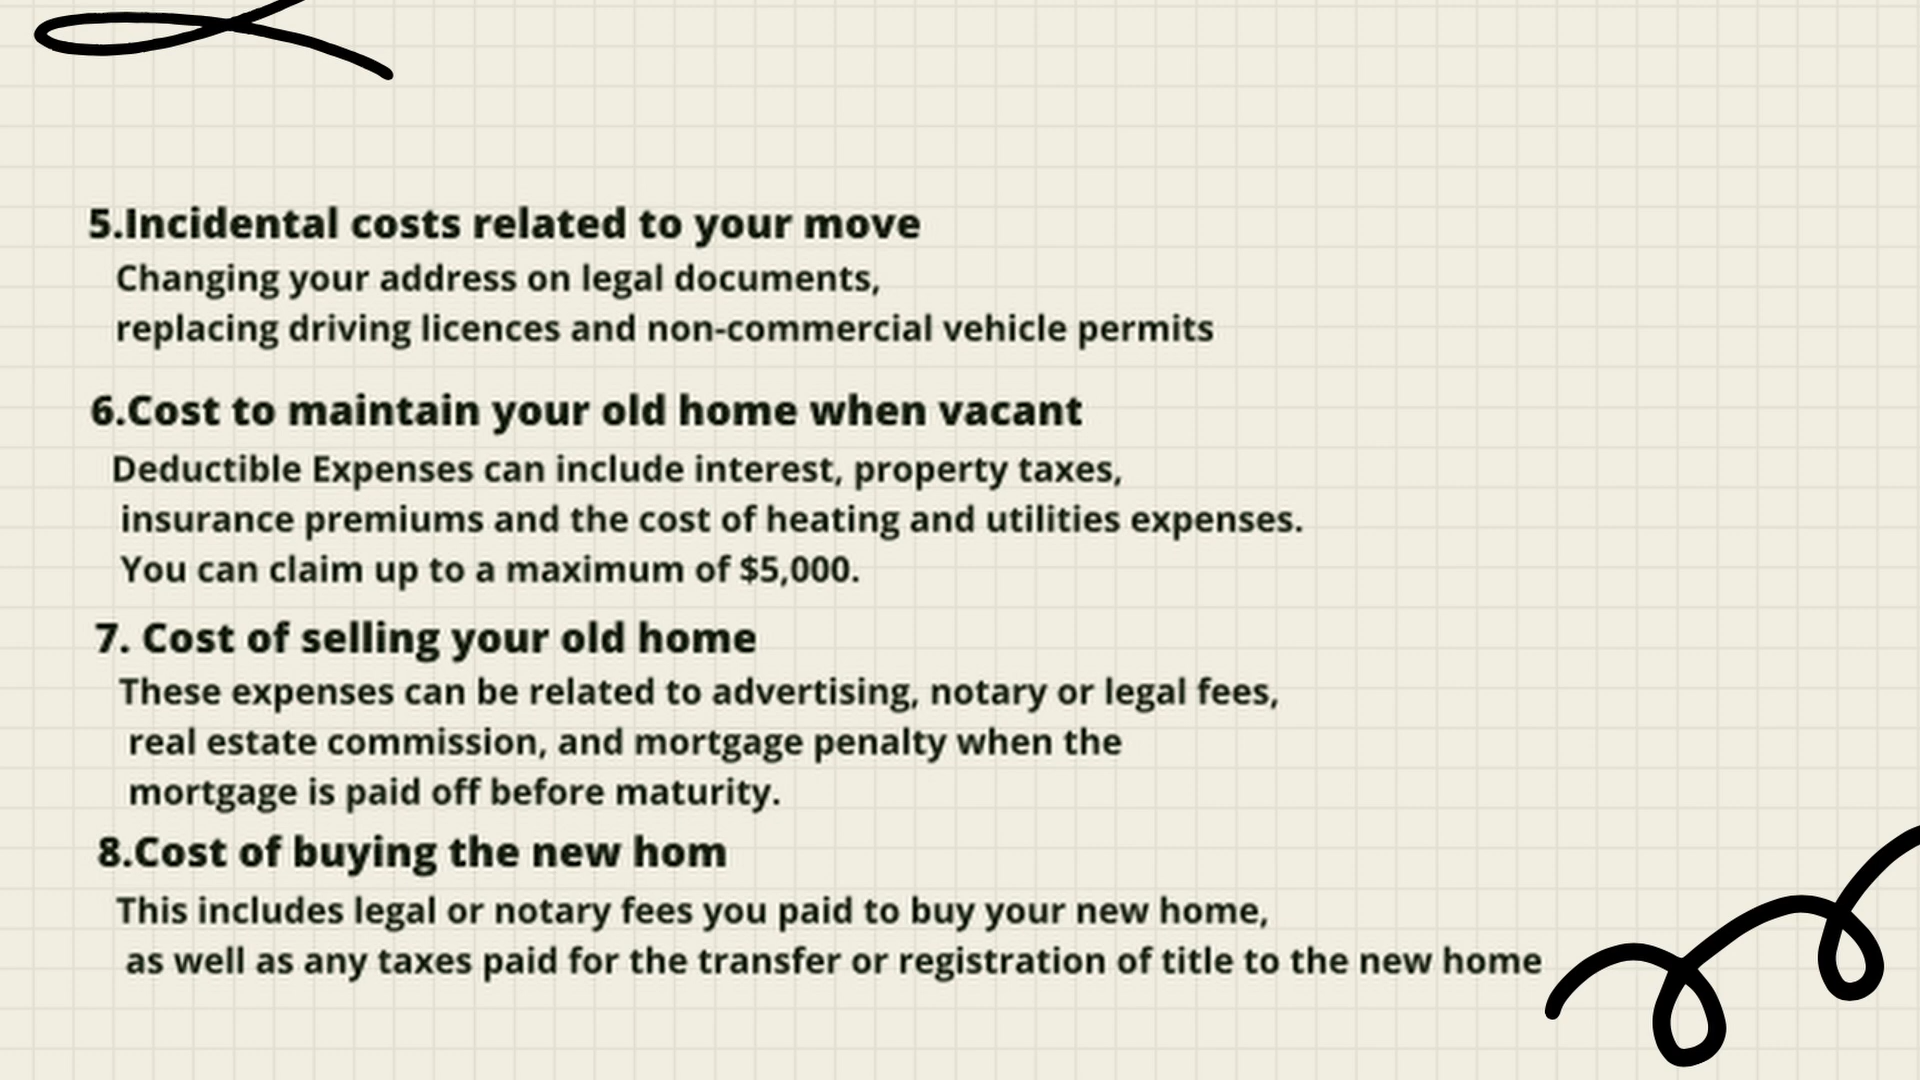 5.Incidental costs related to your move
Changing your address on legal documents,
replacing driving licences and non-commercial vehicle permits
6.Cost to maintain your old home when vacant
Deductible Expenses can include interest, property taxes,
insurance premiums and the cost of heating and utilities expenses.
You can claim up to a maximum of $5,000.
7. Cost of selling your old home
These expenses can be related to advertising, notary or legal fees,
real estate commission, and mortgage penalty when the
mortgage is paid off before maturity.
8.Cost of buying the new hom
This includes legal or notary fees you paid to buy your new home,
as well as any taxes paid for the transfer or registration of title to the new home